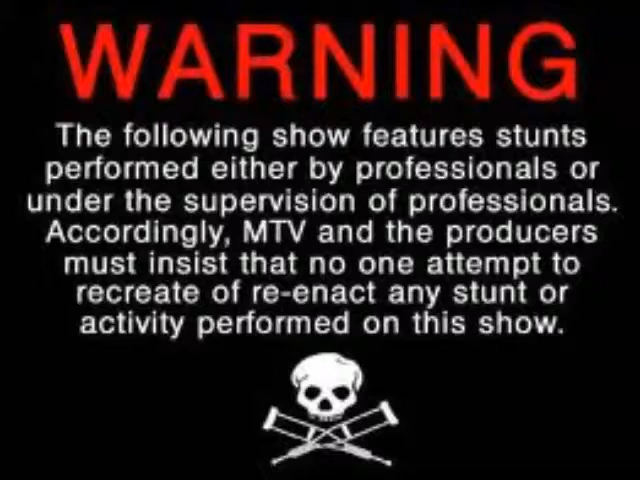 WARNING
The following show features stunts
performed either by professionals or
under the supervision of professionals.
Accordingly, MTV and the producers
must insist that no one attempt to
recreate of re-enact any stunt or
activity performed on this show.